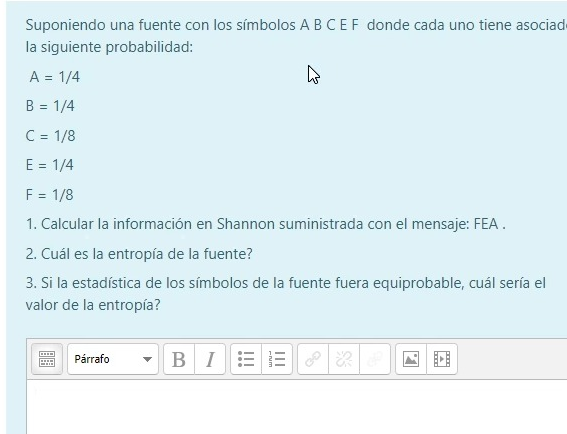 Suponiendo una fuente con los símbolos A B C E F donde cada uno tiene asociad
la siguiente probabilidad:
A = 1/4
B = 1/4
C = 1/8
E = 1/4
F = 1/8
1. Calcular la información en Shannon suministrada con el mensaje: FEA .
2. Cuál es la entropía de la fuente?
3. Si la estadística de los símbolos de la fuente fuera equiprobable, cuál sería el
valor de la entropía?
Párrafo B I